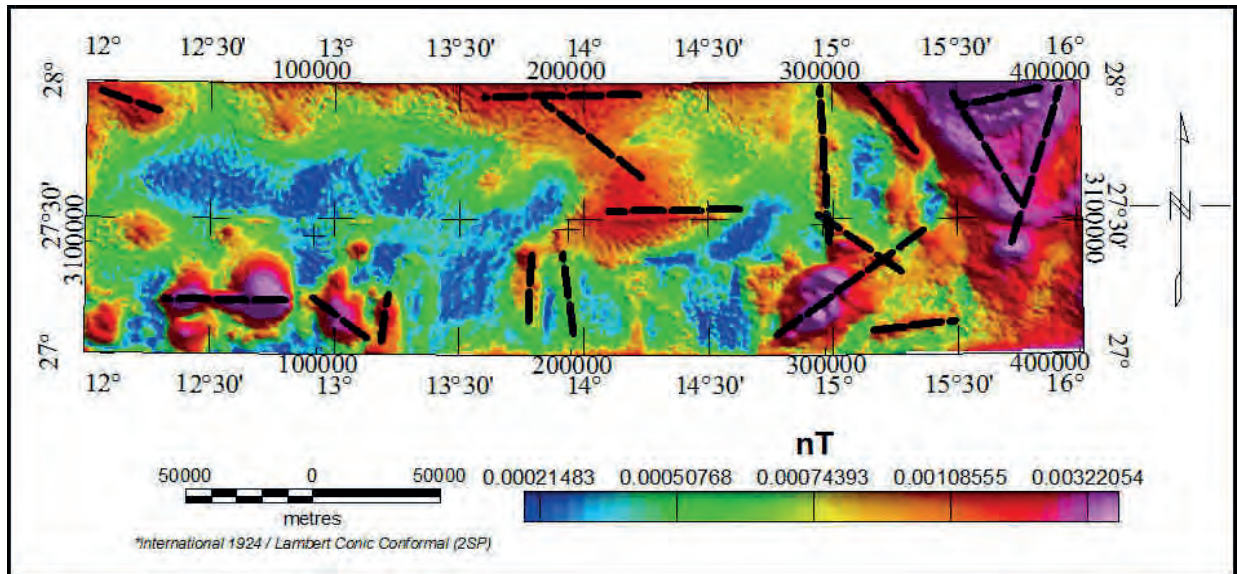 12° 12°30' 13° 13°30' 14° 14°30' 15° 15°30' 16°
100000 200000 300000 400000
28° 28°
27°30' 27°30'
3100000 3100000
27° 27°
100000 200000 300000 400000
12° 12°30' 13° 13°30' 14° 14°30' 15° 15°30' 16°
N
nT
50000 0 50000
0.00021483 0.00050768 0.00074393 0.00108555 0.00322054
metres
*International 1924 / Lambert Conic Conformal (2SP)